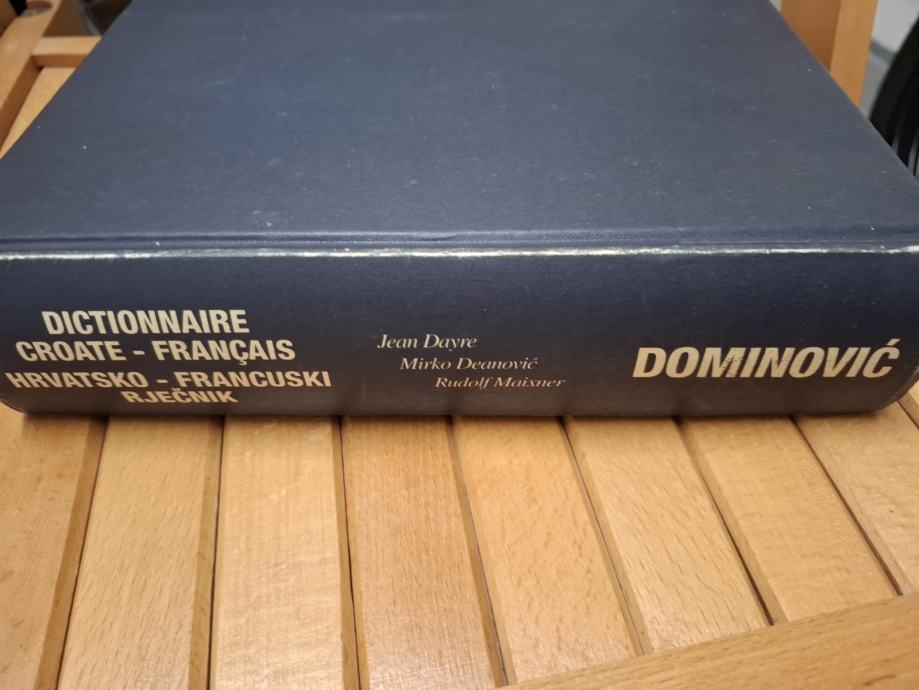 DICTIONNAIRE
CROATE - FRANÇAIS
HRVATSKO - FRANCUSKI
RJEČNIK
Jean Dayre
Mirko Deanović
Rudolf Maixner
DOMINOVIĆ